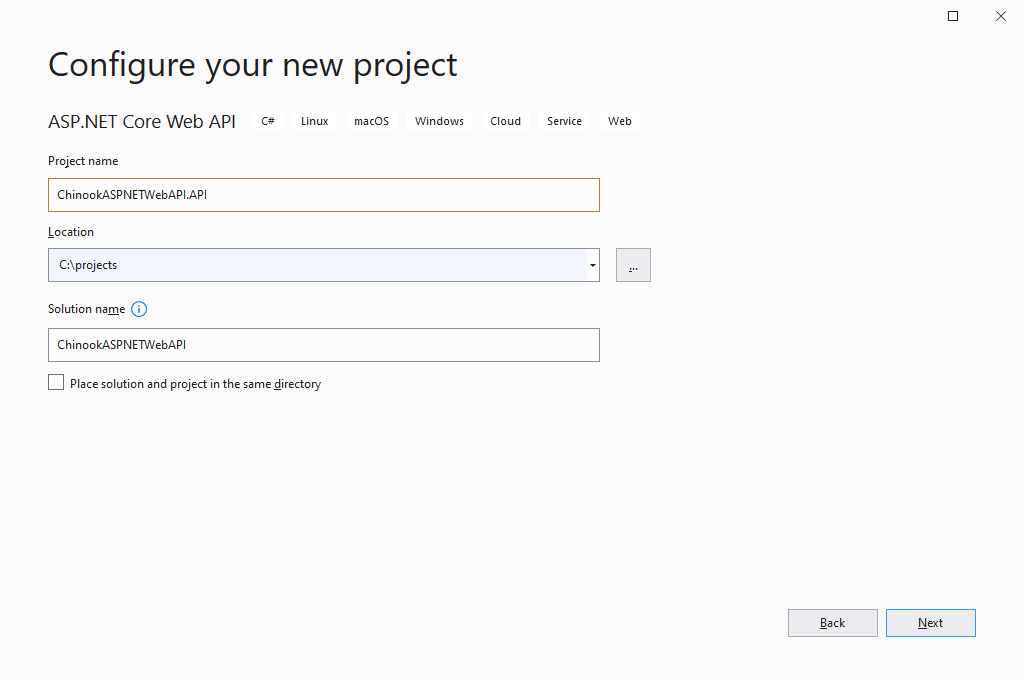 Configure your new project
ASP.NET Core Web API C# Linux macOS Windows Cloud Service Web
Project name
ChinookASPNETWebAPI.API
Location
C:\projects
...
Solution name
ChinookASPNETWebAPI
Place solution and project in the same directory
Back Next